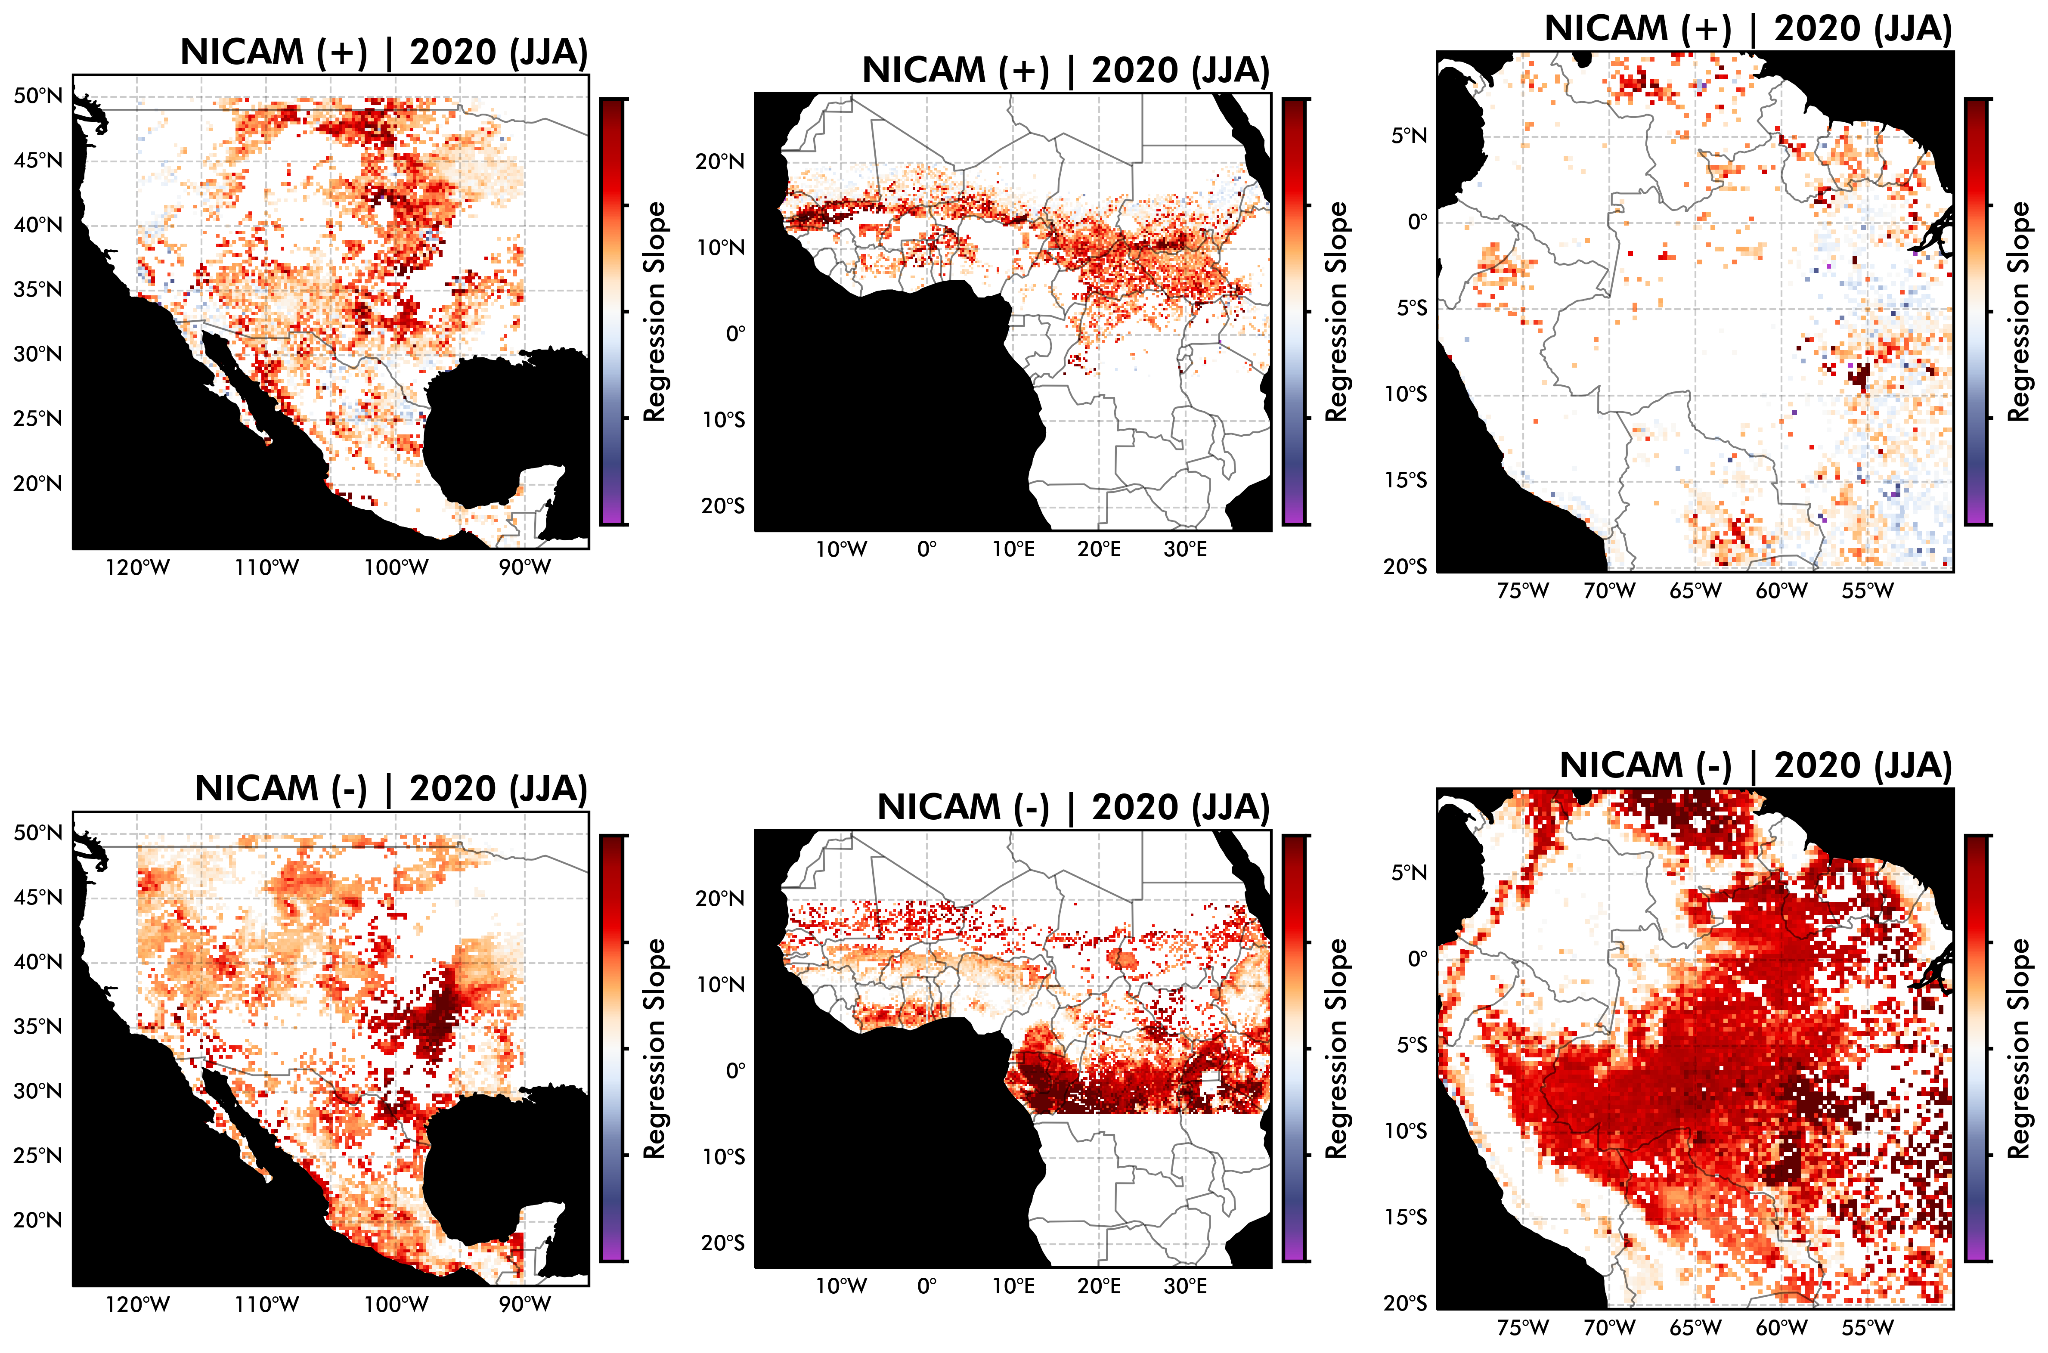 NICAM (+) | 2020 (JJA)
50°N
45°N
40°N
35°N
30°N
25°N
20°N
120°W 110°W 100°W 90°W
Regression Slope
NICAM (+) | 2020 (JJA)
20°N
10°N
0°
10°S
20°S
10°W 0° 10°E 20°E 30°E
Regression Slope
NICAM (+) | 2020 (JJA)
5°N
0°
5°S
10°S
15°S
20°S
75°W 70°W 65°W 60°W 55°W
Regression Slope
NICAM (-) | 2020 (JJA)
50°N
45°N
40°N
35°N
30°N
25°N
20°N
120°W 110°W 100°W 90°W
Regression Slope
NICAM (-) | 2020 (JJA)
20°N
10°N
0°
10°S
20°S
10°W 0° 10°E 20°E 30°E
Regression Slope
NICAM (-) | 2020 (JJA)
5°N
0°
5°S
10°S
15°S
20°S
75°W 70°W 65°W 60°W 55°W
Regression Slope